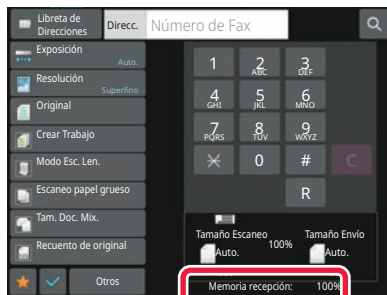 Libreta de
Direcciones
Direcc.
Número de Fax
Exposición
Auto.
Resolución
Superfino
Original
Crear Trabajo
Modo Esc. Len.
Escaneo papel grueso
Tam. Doc. Mix.
Recuento de original
Otros
1
2
ABC
3
DEF
4
GHI
5
JKL
6
MNO
7
PQRS
8
TUV
9
WXYZ
0
#
C
R
Tamaño Escaneo
Tamaño Envío
100%
Auto.
Auto.
Memoria recepción: 100%